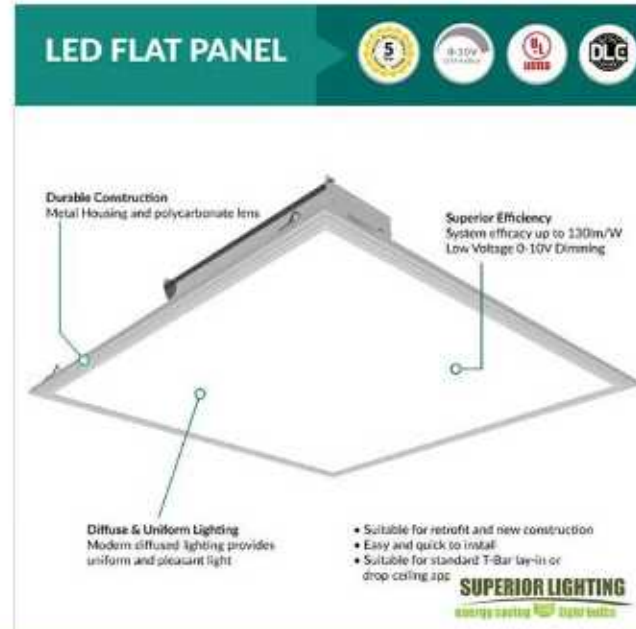 LED FLAT PANEL
5
0-10V
UL
LISTED
DLC
Durable Construction
Metal Housing and polycarbonate lens
Superior Efficiency
System efficacy up to 130lm/W
Low Voltage 0-10V Dimming
Diffuse & Uniform Lighting
Modern diffused lighting provides
uniform and pleasant light
• Suitable for retrofit and new construction
• Easy and quick to install
• Suitable for standard T-Bar lay-in or
drop ceiling app
SUPERIOR LIGHTING
energy saving light bulbs